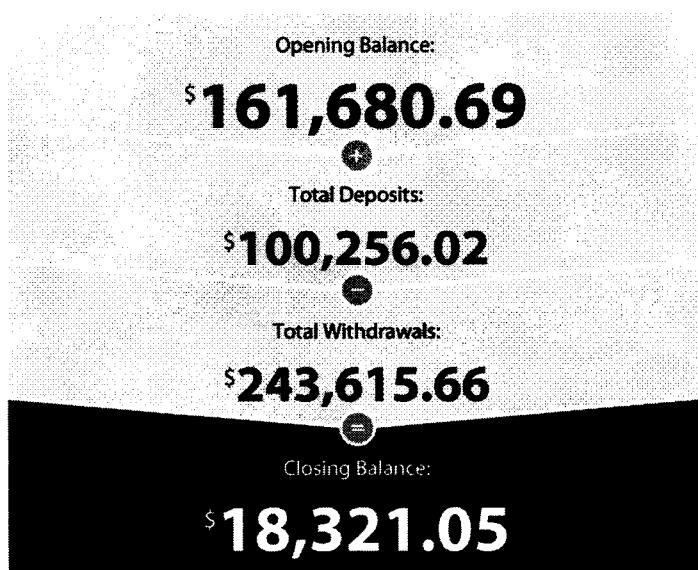 Opening Balance:
$161,680.69
+
Total Deposits:
$100,256.02
−
Total Withdrawals:
$243,615.66
=
Closing Balance:
$18,321.05